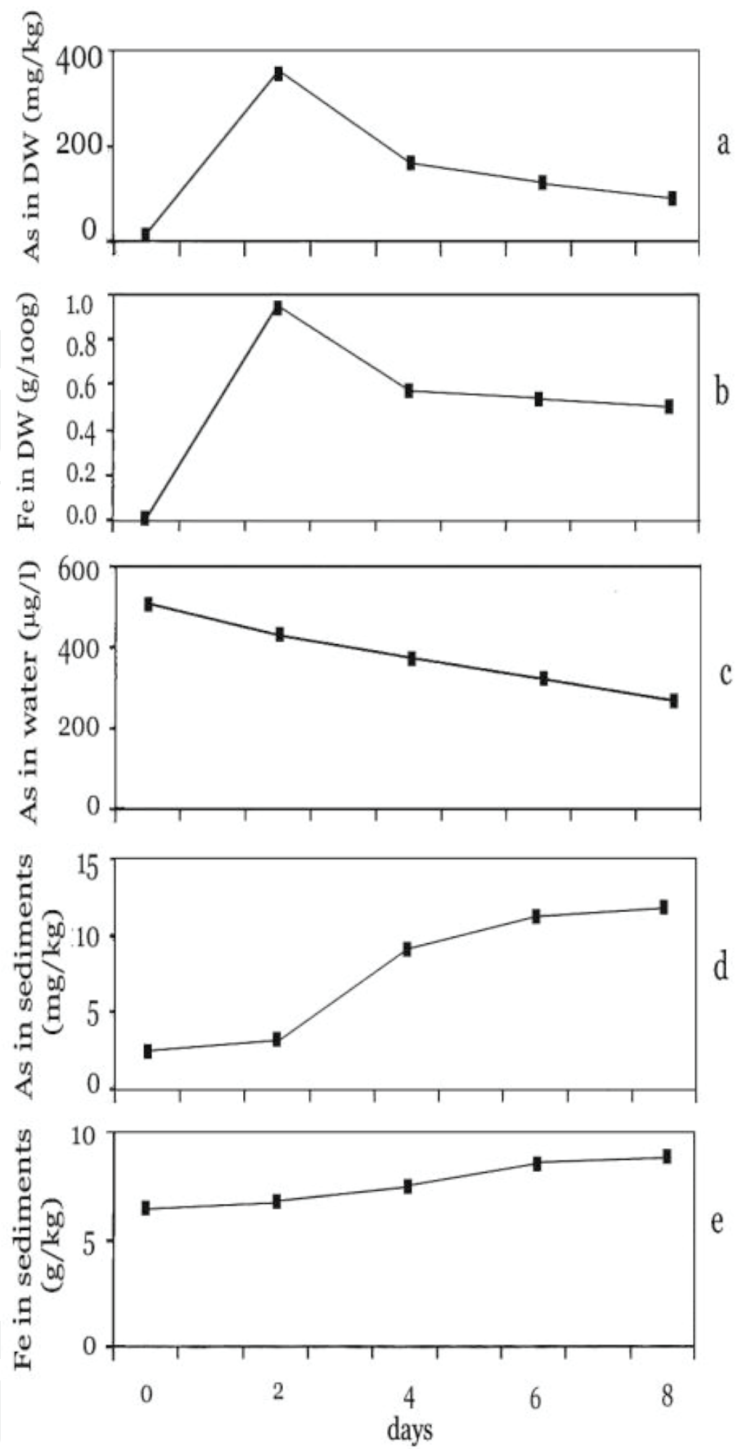 As in DW (mg/kg)
400
200
0
a
Fe in DW (g/100g)
1.0
0.8
0.6
0.4
0.2
0.0
b
As in water (µg/l)
600
400
200
0
c
As in sediments
(mg/kg)
15
10
5
0
d
Fe in sediments
(g/kg)
10
5
0
e
0 2 4 6 8
days